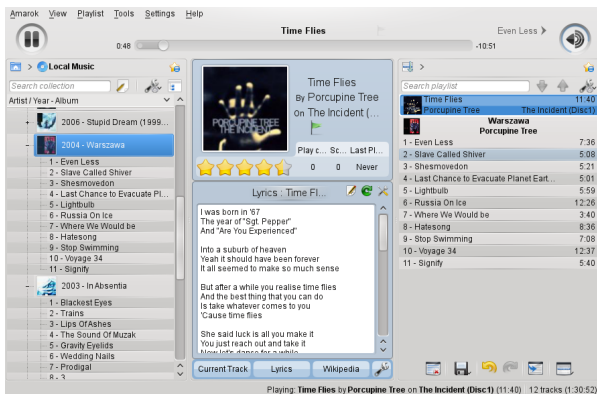 Amarok View Playlist Tools Settings Help
Time Flies
Even Less
0:48
-10:51
Local Music
Search collection
Artist / Year - Album
2006 - Stupid Dream (1999...
2004 - Warszawa
1 - Even Less
2 - Slave Called Shiver
3 - Shesmovedon
4 - Last Chance to Evacuate Pl...
5 - Lightbulb
6 - Russia On Ice
7 - Where We Would be
8 - Hatesong
9 - Stop Swimming
10 - Voyage 34
11 - Signify
2003 - In Absentia
1 - Blackest Eyes
2 - Trains
3 - Lips Of Ashes
4 - The Sound Of Muzak
5 - Gravity Eyelids
6 - Wedding Nails
7 - Prodigal
8 - 3
PORCUPINE TREE
THE INCIDENT
Time Flies
By Porcupine Tree
On The Incident (...
Play c... Sc... Last Pl...
0 0 Never
Lyrics : Time Fl...
I was born in '67
The year of "Sgt. Pepper"
And "Are You Experienced"
Into a suburb of heaven
Yeah it should have been forever
It all seemed to make so much sense
But after a while you realise time flies
And the best thing that you can do
Is take whatever comes to you
'Cause time flies
She said luck is all you make it
You just reach out and take it
Now let's dance for a while
Current Track Lyrics Wikipedia
Search playlist
Time Flies 11:40
Porcupine Tree The Incident (Disc1)
Warszawa
Porcupine Tree
1 - Even Less 7:36
2 - Slave Called Shiver 5:08
3 - Shesmovedon 5:21
4 - Last Chance to Evacuate Planet Eart... 5:01
5 - Lightbulb 5:59
6 - Russia On Ice 12:26
7 - Where We Would be 3:40
8 - Hatesong 8:36
9 - Stop Swimming 7:08
10 - Voyage 34 12:37
11 - Signify 5:40
Playing: Time Flies by Porcupine Tree on The Incident (Disc1) (11:40) 12 tracks (1:30:52)